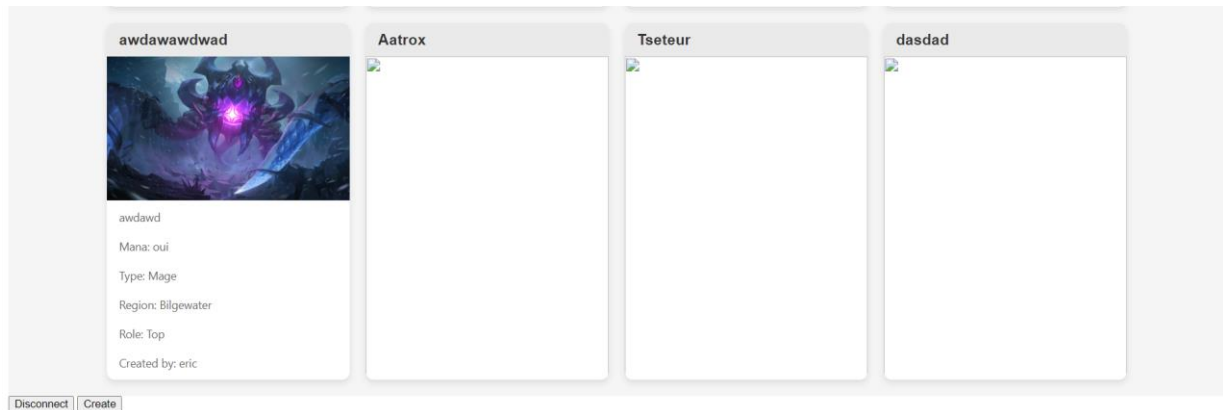 awdawawdwad
Aatrox
Tseteur
dasdad
awdawd
Mana: oui
Type: Mage
Region: Bilgewater
Role: Top
Created by: eric
Disconnect
Create